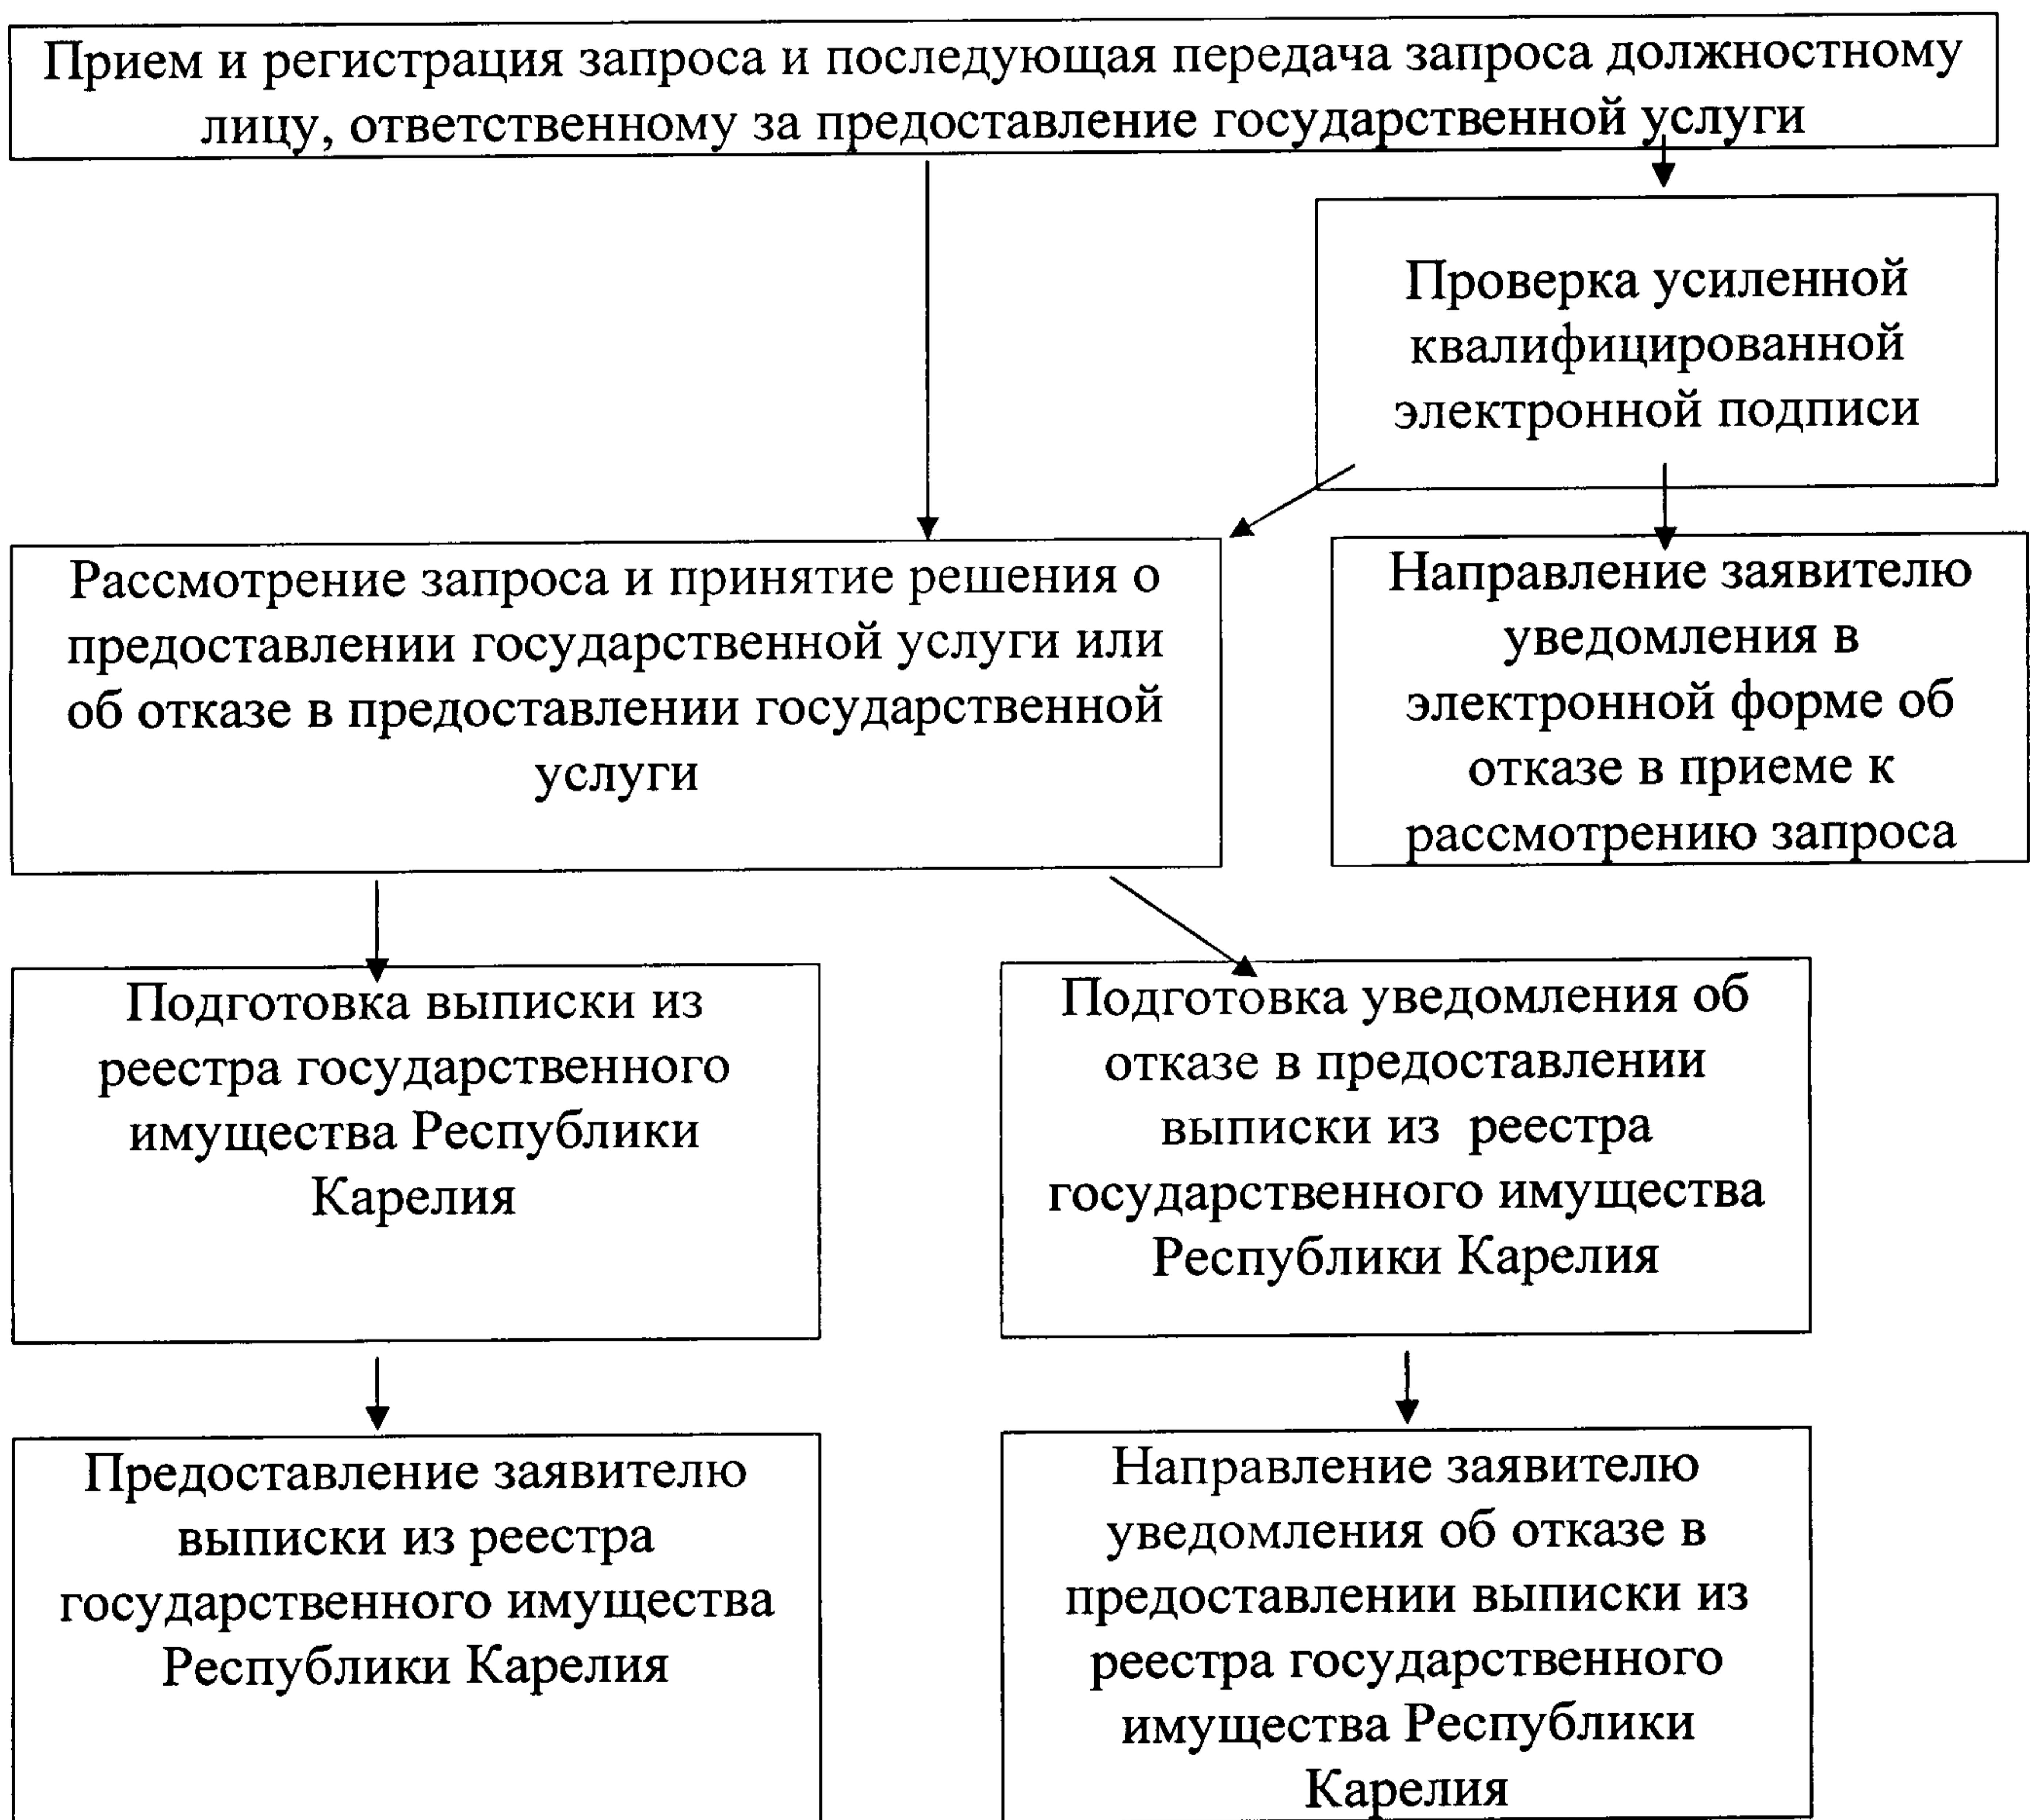 Прием и регистрация запроса и последующая передача запроса должностному
лицу, ответственному за предоставление государственной услуги
Проверка усиленной
квалифицированной
электронной подписи
Рассмотрение запроса и принятие решения о
предоставлении государственной услуги или
об отказе в предоставлении государственной
услуги
Направление заявителю
уведомления в
электронной форме об
отказе в приеме к
рассмотрению запроса
Подготовка выписки из
реестра государственного
имущества Республики
Карелия
Подготовка уведомления об
отказе в предоставлении
выписки из реестра
государственного имущества
Республики Карелия
Предоставление заявителю
выписки из реестра
государственного имущества
Республики Карелия
Направление заявителю
уведомления об отказе в
предоставлении выписки из
реестра государственного
имущества Республики
Карелия